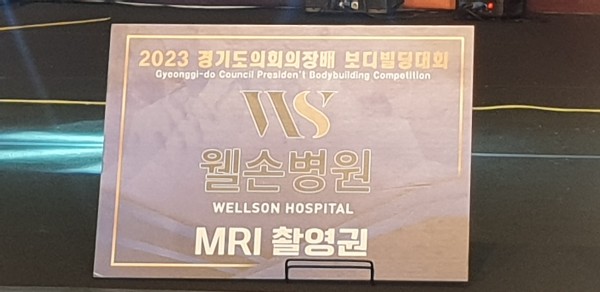 2023 경기도의회의장배 보디빌딩대회
Gyeonggi-do Council Presiden't Bodybuilding Competition
WS
웰손병원
WELLSON HOSPITAL
MRI 촬영권